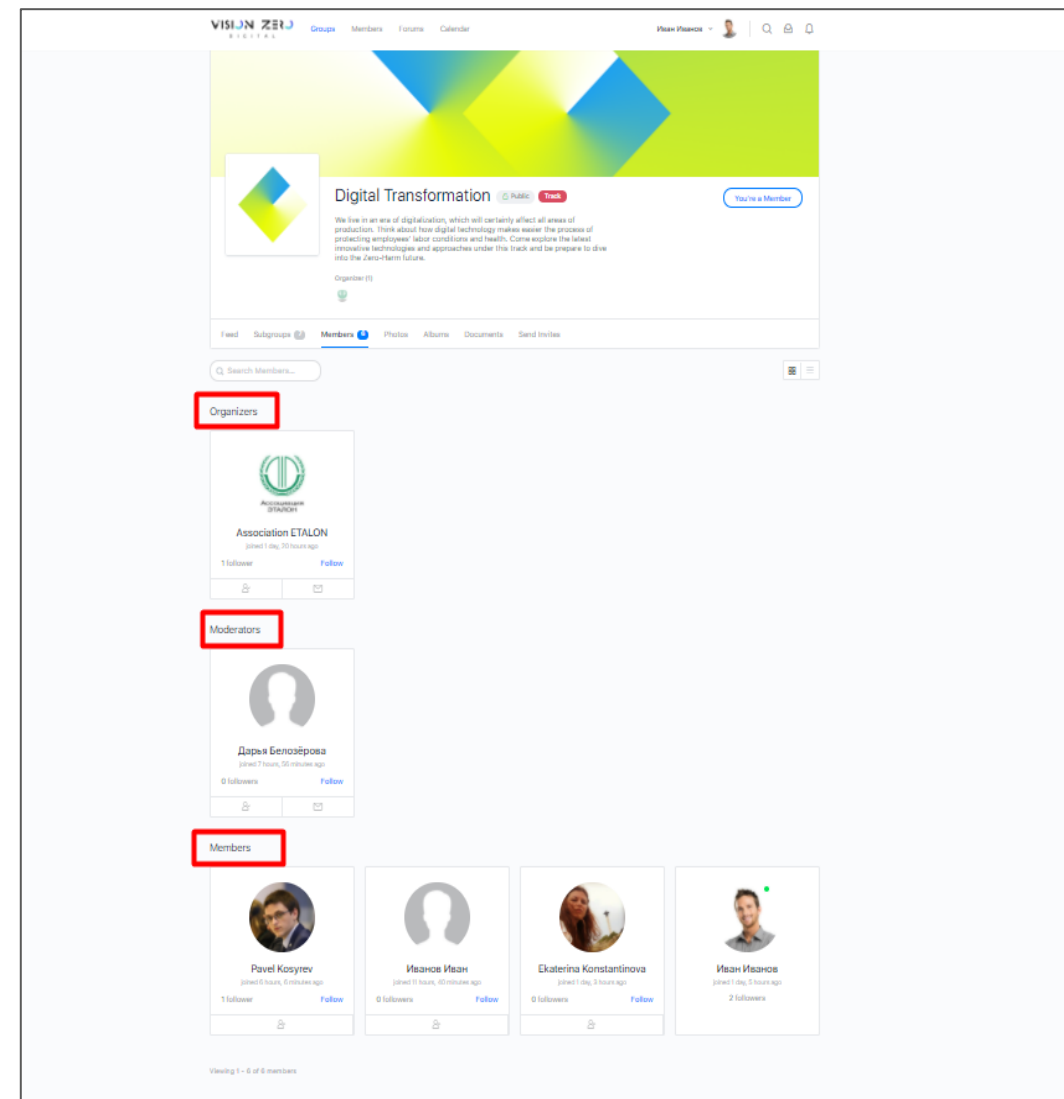 VISION ZERO
DIGITAL
Groups Members Forums Calendar
Иван Иванов
Digital Transformation
Public
Track
You're a Member
We live in an era of digitalization, which will certainly affect all areas of
production. Think about how digital technology makes easier the process of
protecting employees' labor conditions and health. Come explore the latest
innovative technologies and approaches under this track and be prepare to dive
into the Zero-Harm future.
Organizer (1)
Feed Subgroups Members Photos Albums Documents Send Invites
Search Members...
Organizers
Ассоциация
ЭТАЛОН
Association ETALON
joined 1 day, 20 hours ago
1 follower Follow
Moderators
Дарья Белозёрова
joined 7 hours, 56 minutes ago
0 followers Follow
Members
Pavel Kosyrev
joined 6 hours, 6 minutes ago
1 follower Follow
Иванов Иван
joined 11 hours, 40 minutes ago
0 followers Follow
Ekaterina Konstantinova
joined 1 day, 3 hours ago
0 followers Follow
Иван Иванов
joined 1 day, 5 hours ago
2 followers
Viewing 1 - 6 of 6 members